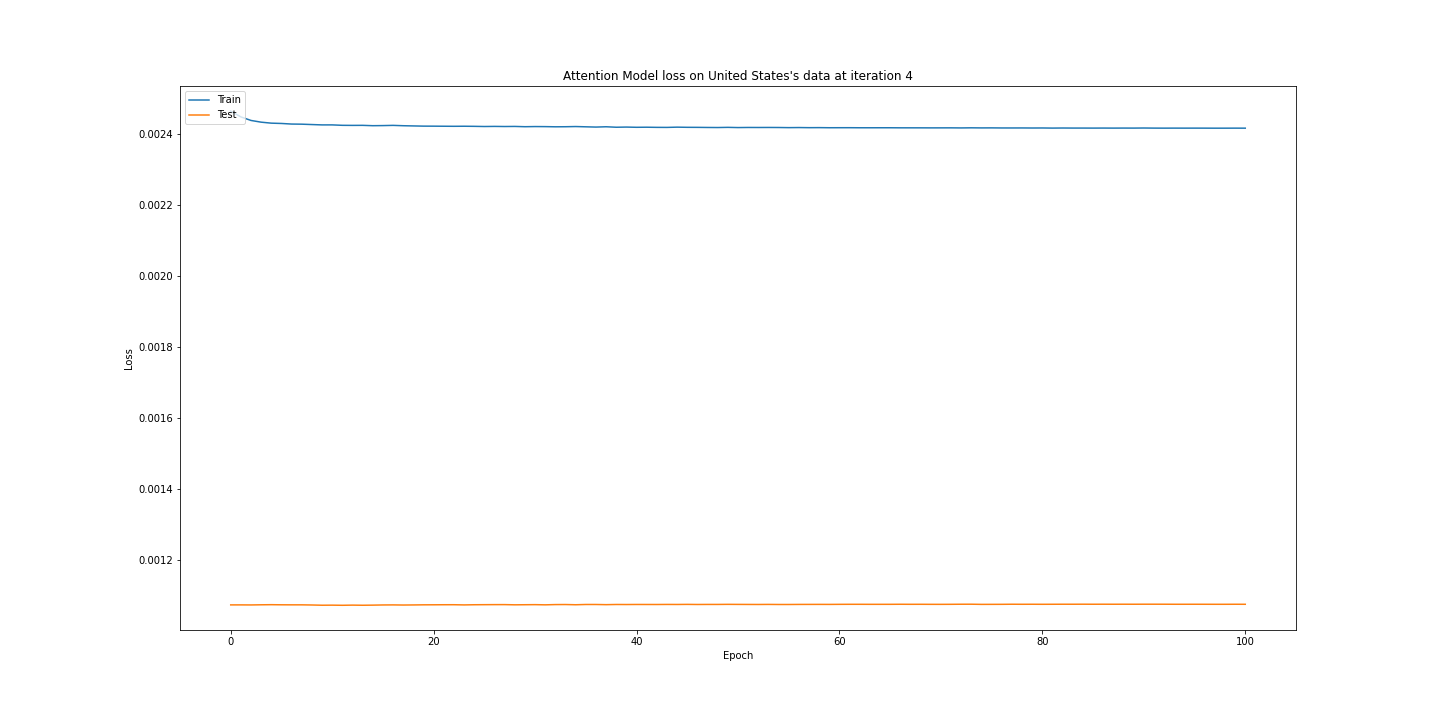 Attention Model loss on United States's data at iteration 4
Train
Test
0.0024
0.0022
0.0020
0.0018
0.0016
0.0014
0.0012
Loss
0 20 40 60 80 100
Epoch